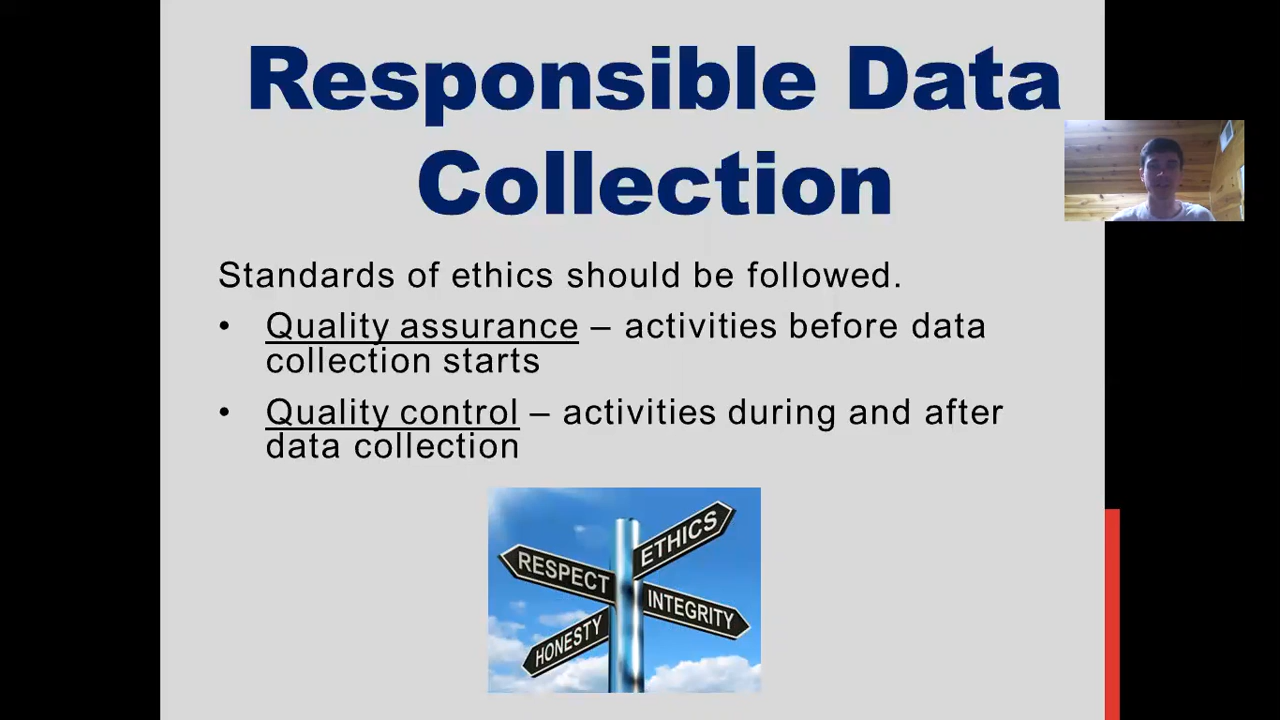 Responsible Data
Collection
Standards of ethics should be followed.
• Quality assurance – activities before data
collection starts
• Quality control – activities during and after
data collection
ETHICS
RESPECT
INTEGRITY
HONESTY